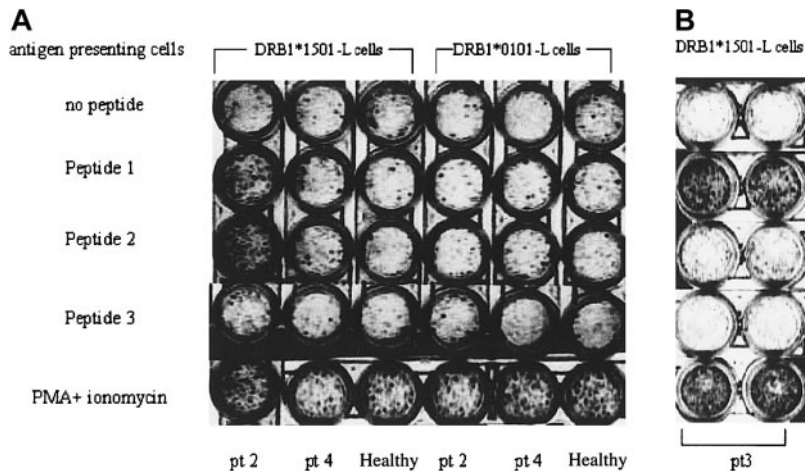 A
B
antigen presenting cells
DRB1*1501-L cells
DRB1*0101-L cells
DRB1*1501-L cells
no peptide
Peptide 1
Peptide 2
Peptide 3
PMA+ ionomycin
pt 2 pt 4 Healthy pt 2 pt 4 Healthy
pt3